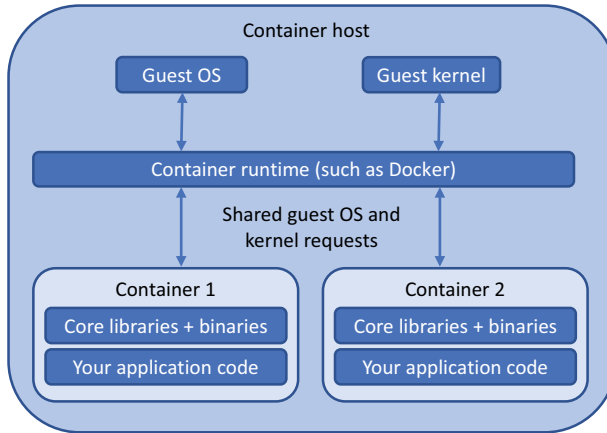 Container host
Guest OS
Guest kernel
Container runtime (such as Docker)
Shared guest OS and
kernel requests
Container 1
Core libraries + binaries
Your application code
Container 2
Core libraries + binaries
Your application code